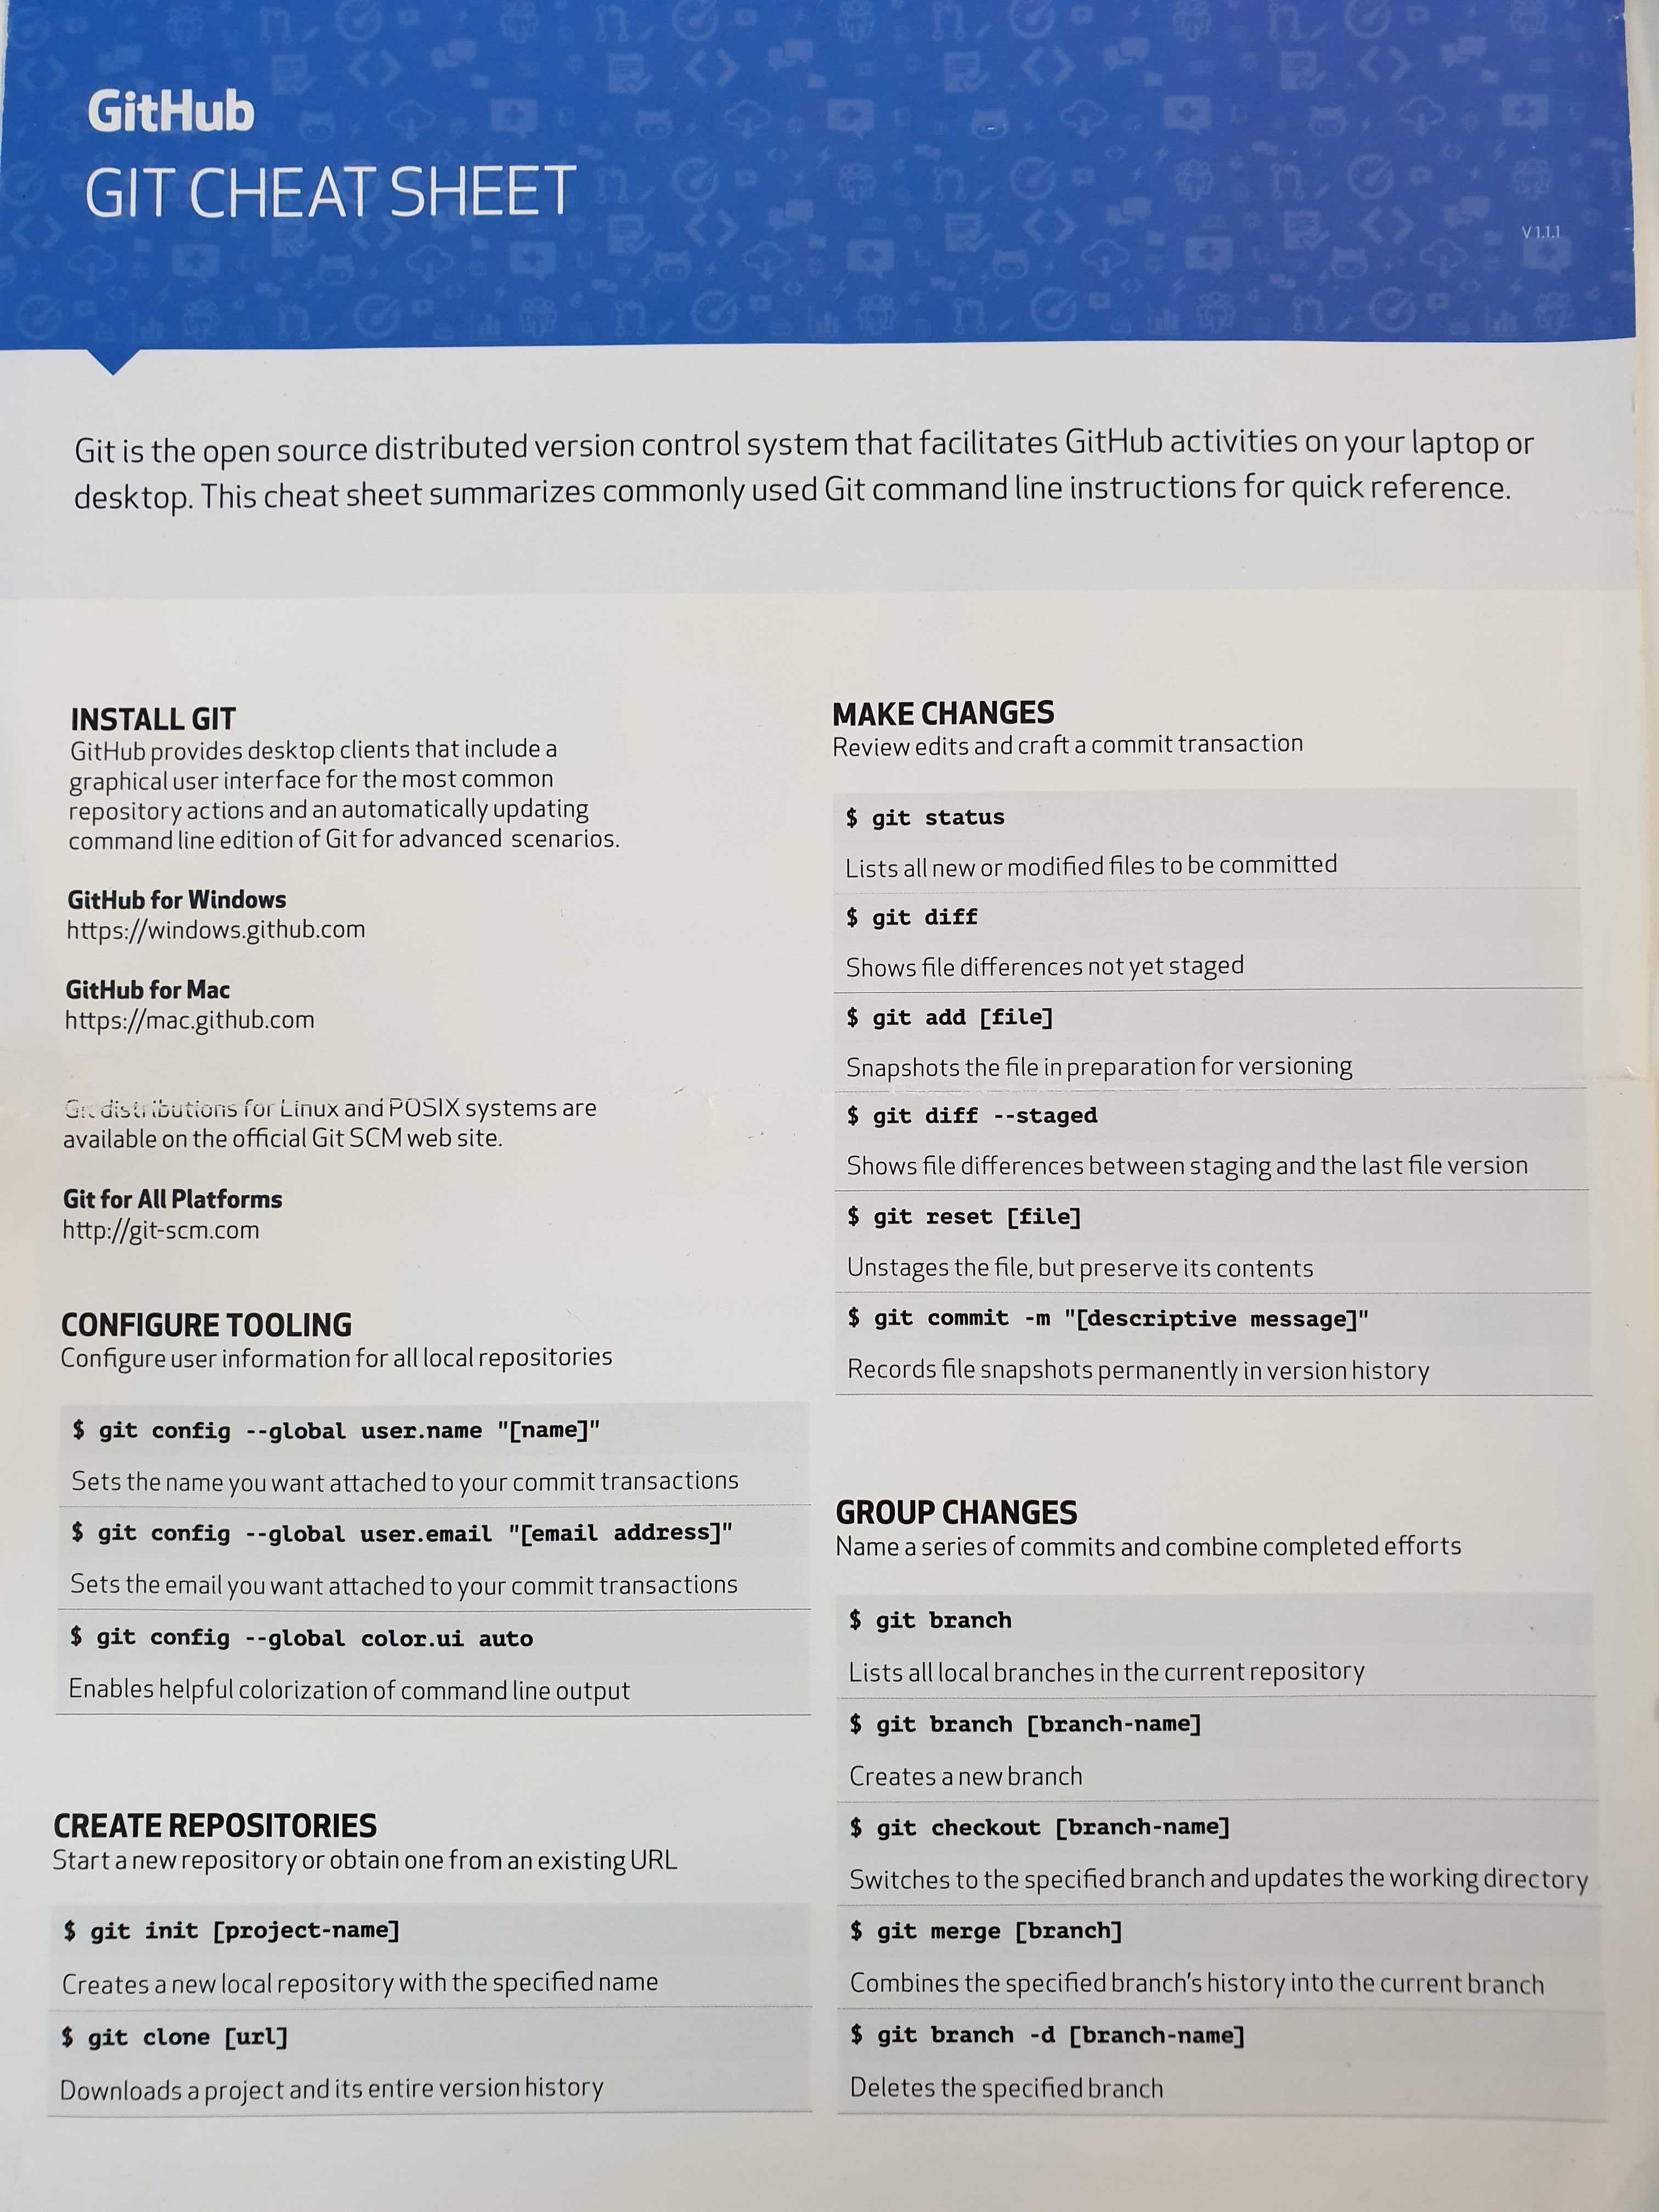 GitHub
GIT CHEAT SHEET
V 1.1.1
Git is the open source distributed version control system that facilitates GitHub activities on your laptop or
desktop. This cheat sheet summarizes commonly used Git command line instructions for quick reference.
INSTALL GIT
GitHub provides desktop clients that include a
graphical user interface for the most common
repository actions and an automatically updating
command line edition of Git for advanced scenarios.
GitHub for Windows
https://windows.github.com
GitHub for Mac
https://mac.github.com
Git distributions for Linux and POSIX systems are
available on the official Git SCM web site.
Git for All Platforms
http://git-scm.com
CONFIGURE TOOLING
Configure user information for all local repositories
$ git config --global user.name "[name]"
Sets the name you want attached to your commit transactions
$ git config --global user.email "[email address]"
Sets the email you want attached to your commit transactions
$ git config --global color.ui auto
Enables helpful colorization of command line output
CREATE REPOSITORIES
Start a new repository or obtain one from an existing URL
$ git init [project-name]
Creates a new local repository with the specified name
$ git clone [url]
Downloads a project and its entire version history
MAKE CHANGES
Review edits and craft a commit transaction
$ git status
Lists all new or modified files to be committed
$ git diff
Shows file differences not yet staged
$ git add [file]
Snapshots the file in preparation for versioning
$ git diff --staged
Shows file differences between staging and the last file version
$ git reset [file]
Unstages the file, but preserve its contents
$ git commit -m "[descriptive message]"
Records file snapshots permanently in version history
GROUP CHANGES
Name a series of commits and combine completed efforts
$ git branch
Lists all local branches in the current repository
$ git branch [branch-name]
Creates a new branch
$ git checkout [branch-name]
Switches to the specified branch and updates the working directory
$ git merge [branch]
Combines the specified branch's history into the current branch
$ git branch -d [branch-name]
Deletes the specified branch